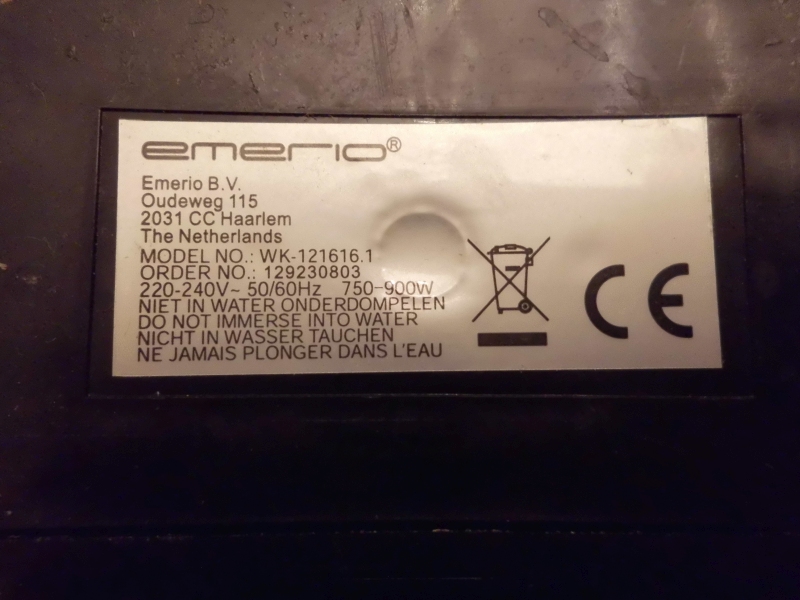 emerio®
Emerio B.V.
Oudeweg 115
2031 CC Haarlem
The Netherlands
MODEL NO.: WK-121616.1
ORDER NO.: 129230803
220-240V~ 50/60Hz 750-900W
NIET IN WATER ONDERDOMPELEN
DO NOT IMMERSE INTO WATER
NICHT IN WASSER TAUCHEN
NE JAMAIS PLONGER DANS L'EAU
CE